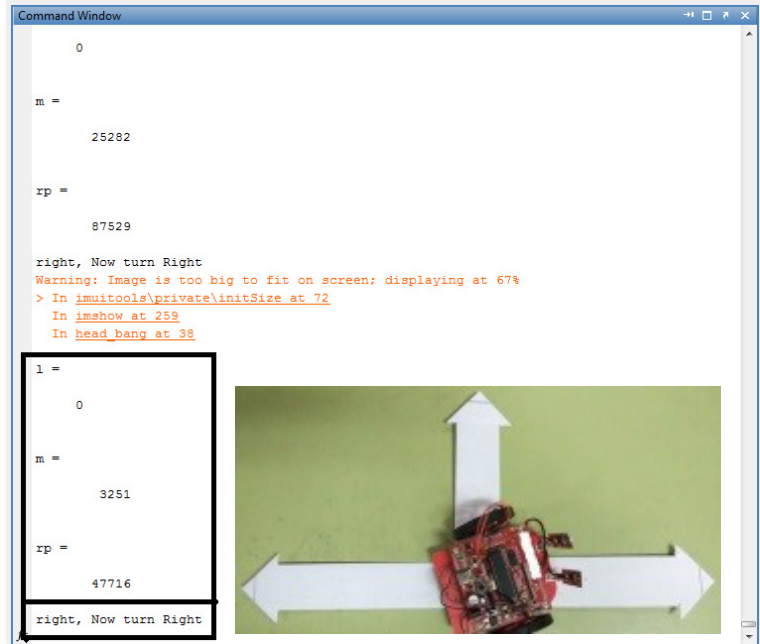 Command Window
0
m =
25282
rp =
87529
right, Now turn Right
Warning: Image is too big to fit on screen; displaying at 67%
> In imuitools\private\initSize at 72
In imshow at 259
In head_bang at 38
l =
0
m =
3251
rp =
47716
right, Now turn Right